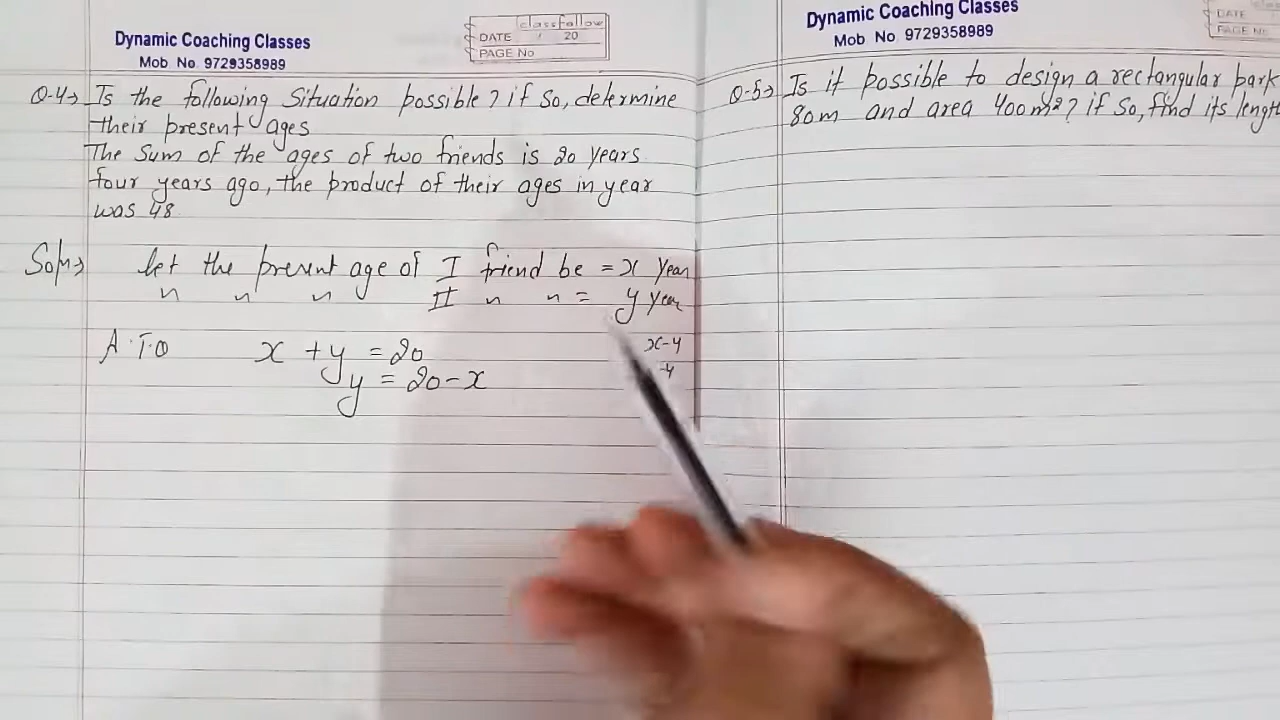 Dynamic Coaching Classes
Mob No. 9729358989
classfellow
DATE 20
PAGE No
Q-4→ Is the following Situation possible? if so, determine
their present ages
The Sum of the ages of two friends is 20 years.
four years ago, the product of their ages in year
was 48.
Soln→ let the present age of I friend be = x year
〃 〃 〃 II 〃 〃 = y year
A.T.Q x + y = 20
y = 20 - x
x-4
-4
Dynamic Coaching Classes
Mob No. 9729358989
DATE
PAGE No
Q-5→ Is it possible to design a rectangular park
80m and area 400m²? if So, find its length